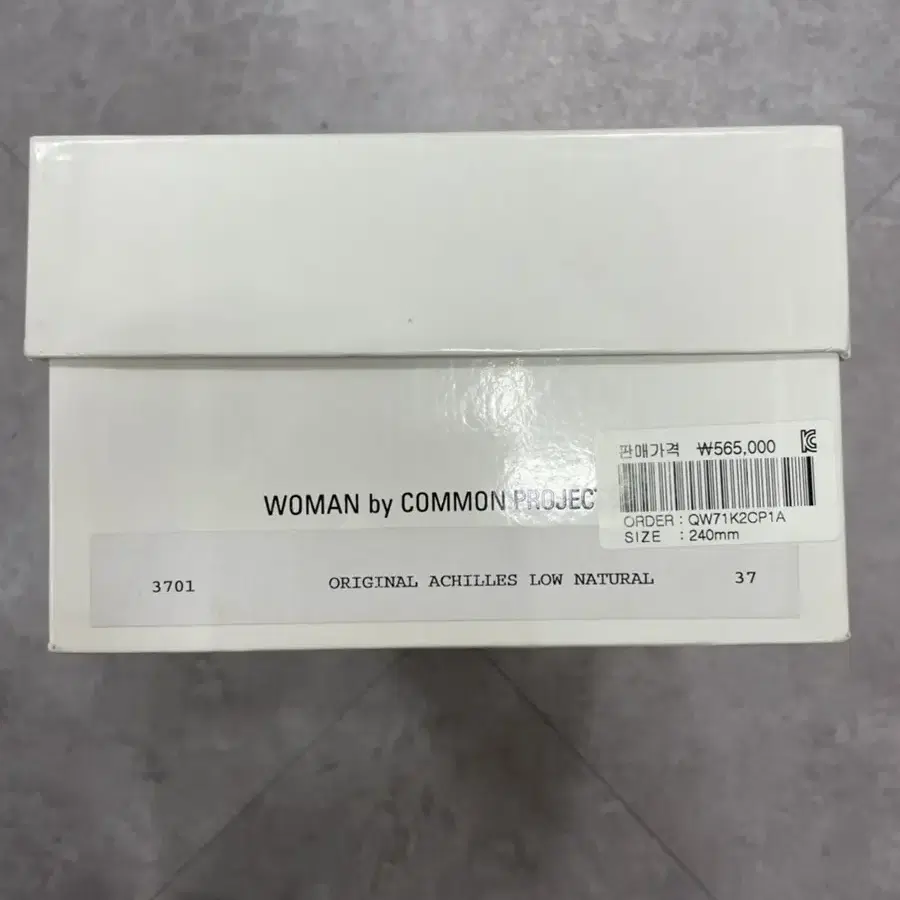 판매가격 ₩565,000
WOMAN by COMMON PROJEC
ORDER : QW71K2CP1A
SIZE : 240mm
3701 ORIGINAL ACHILLES LOW NATURAL 37